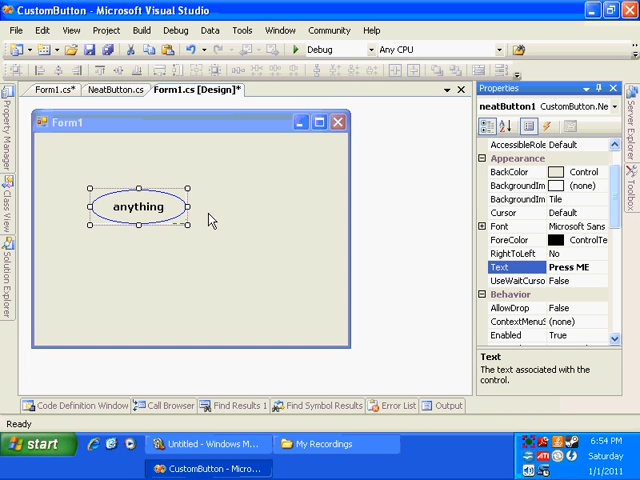 CustomButton - Microsoft Visual Studio
File Edit View Project Build Debug Data Tools Window Community Help
Debug Any CPU
Form1.cs* NeatButton.cs Form1.cs [Design]*
Form1
anything
Property Manager
Class View
Solution Explorer
Properties
neatButton1 CustomButton.Ne
AccessibleRole Default
Appearance
BackColor Control
BackgroundIm (none)
BackgroundIm Tile
Cursor Default
Font Microsoft Sans
ForeColor ControlTe
RightToLeft No
Text Press ME
UseWaitCurso False
Behavior
AllowDrop False
ContextMenuS (none)
Enabled True
Text
The text associated with the
control.
Server Explorer
Toolbox
Code Definition Window Call Browser Find Results 1 Find Symbol Results Error List Output
Ready
start
Untitled - Windows M...
My Recordings
CustomButton - Micro...
6:54 PM
Saturday
1/1/2011